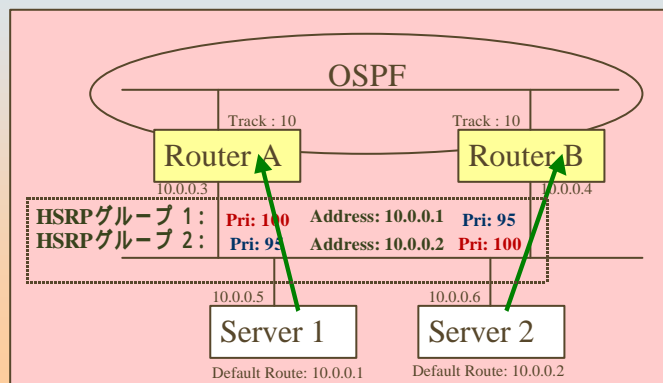 OSPF
Track : 10
Track : 10
Router A
Router B
10.0.0.3
10.0.0.4
HSRPグループ 1 : Pri: 100 Address: 10.0.0.1 Pri: 95
HSRPグループ 2 : Pri: 95 Address: 10.0.0.2 Pri: 100
10.0.0.5
10.0.0.6
Server 1
Server 2
Default Route: 10.0.0.1
Default Route: 10.0.0.2